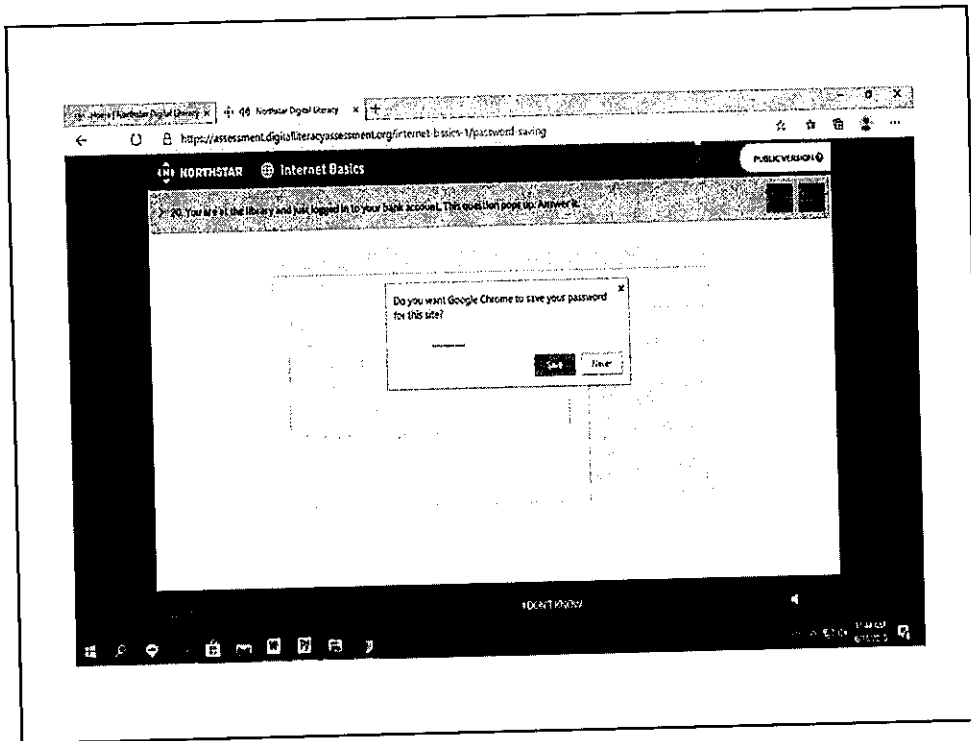 Northstar Digital Literacy
https://assessment.digitalliteracyassessment.org/internet-basics-1/password-saving
NORTHSTAR Internet Basics
PUBLIC VERSION
20. You are at the library and just logged in to your bank account. This question pops up. Answer it.
Do you want Google Chrome to save your password
for this site?
Save Never
I DON'T KNOW